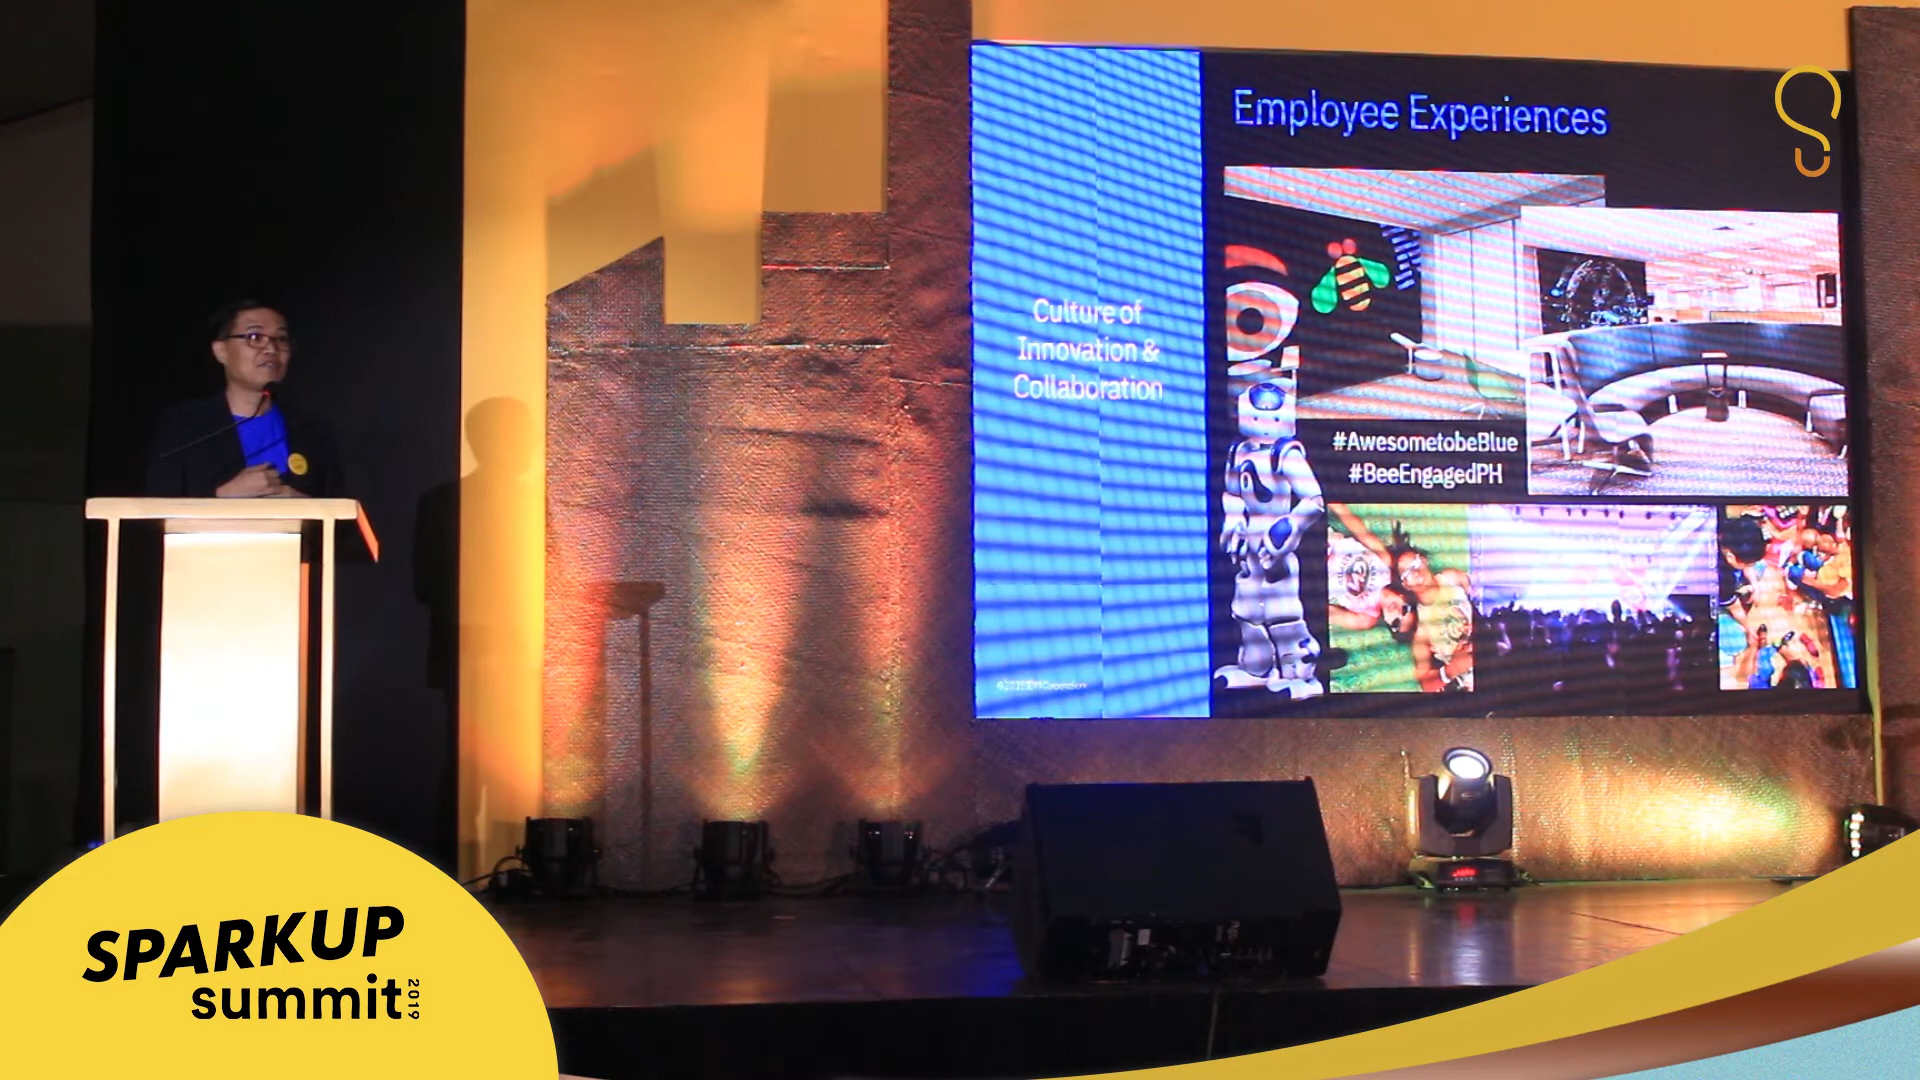 Employee Experiences
Culture of
Innovation &
Collaboration
#AwesometobeBlue
#BeeEngagedPH
SPARKUP
summit
2019